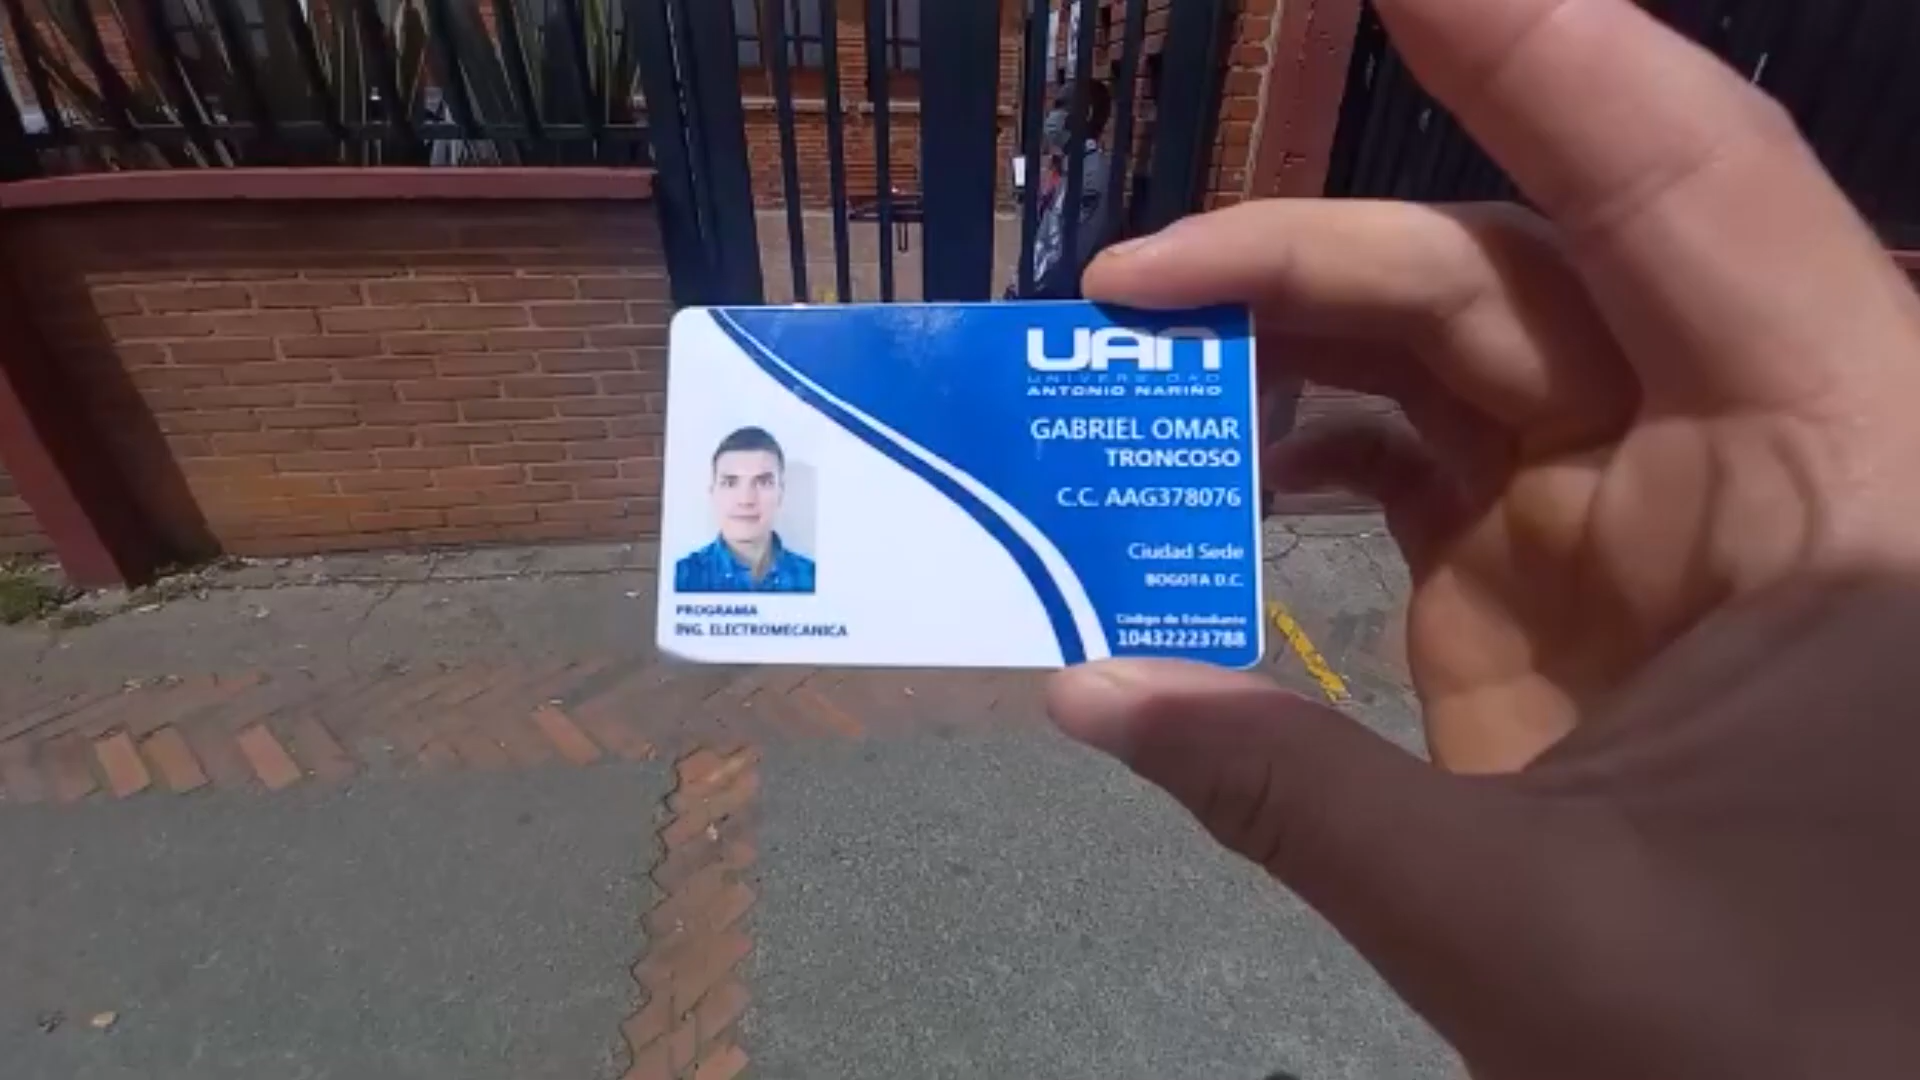 UAN
UNIVERSIDAD
ANTONIO NARIÑO
GABRIEL OMAR
TRONCOSO
C.C. AAG378076
Ciudad Sede
BOGOTA D.C.
Código de Estudiante
10432223788
PROGRAMA
ING. ELECTROMECANICA